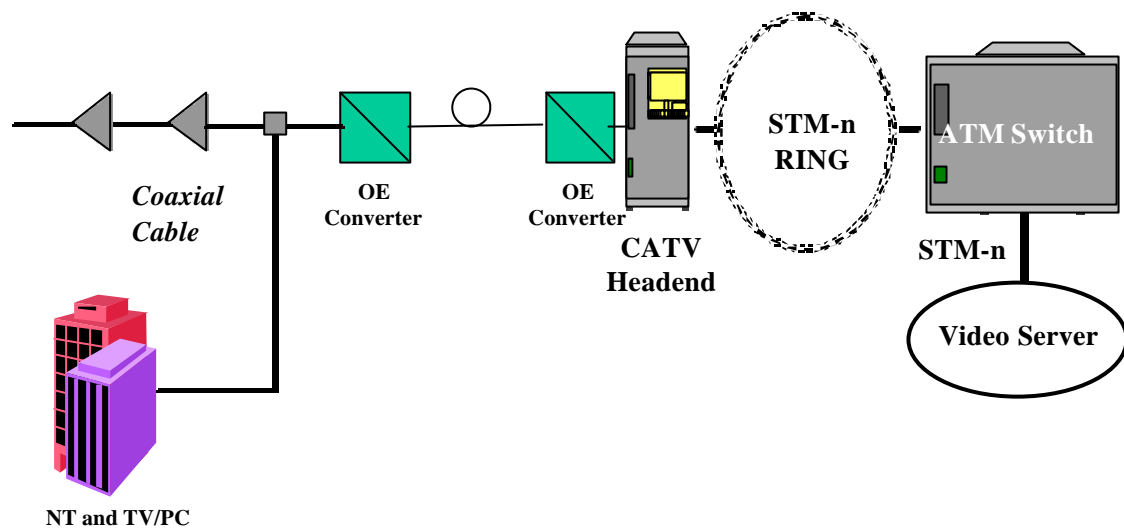 STM-n
RING
ATM Switch
OE
Converter
OE
Converter
Coaxial
Cable
CATV
Headend
STM-n
Video Server
NT and TV/PC